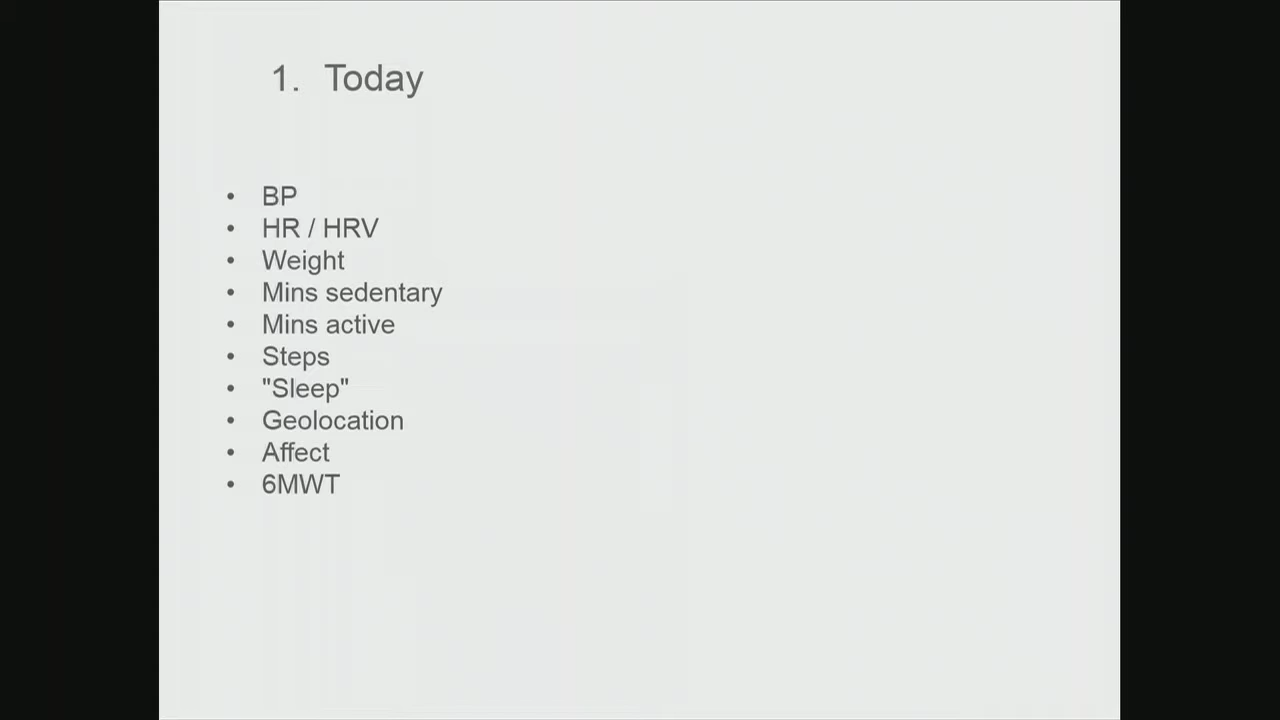 1. Today
• BP
• HR / HRV
• Weight
• Mins sedentary
• Mins active
• Steps
• "Sleep"
• Geolocation
• Affect
• 6MWT